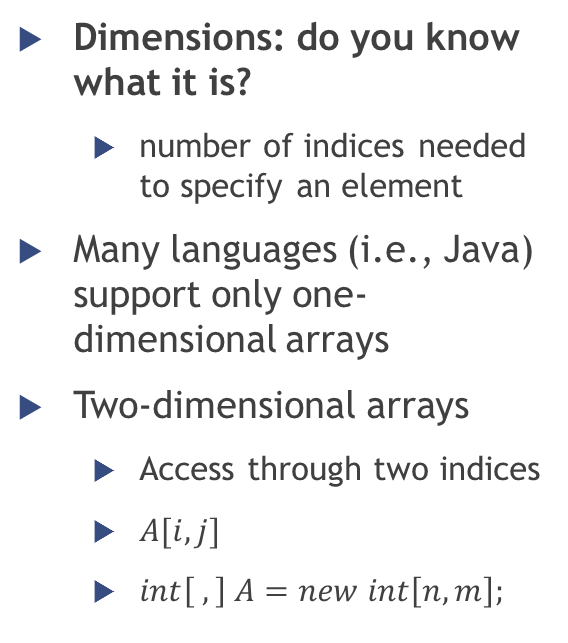 Dimensions: do you know
what it is?
number of indices needed
to specify an element
Many languages (i.e., Java)
support only one-
dimensional arrays
Two-dimensional arrays
Access through two indices
A[i,j]
int[,] A = new int[n,m];